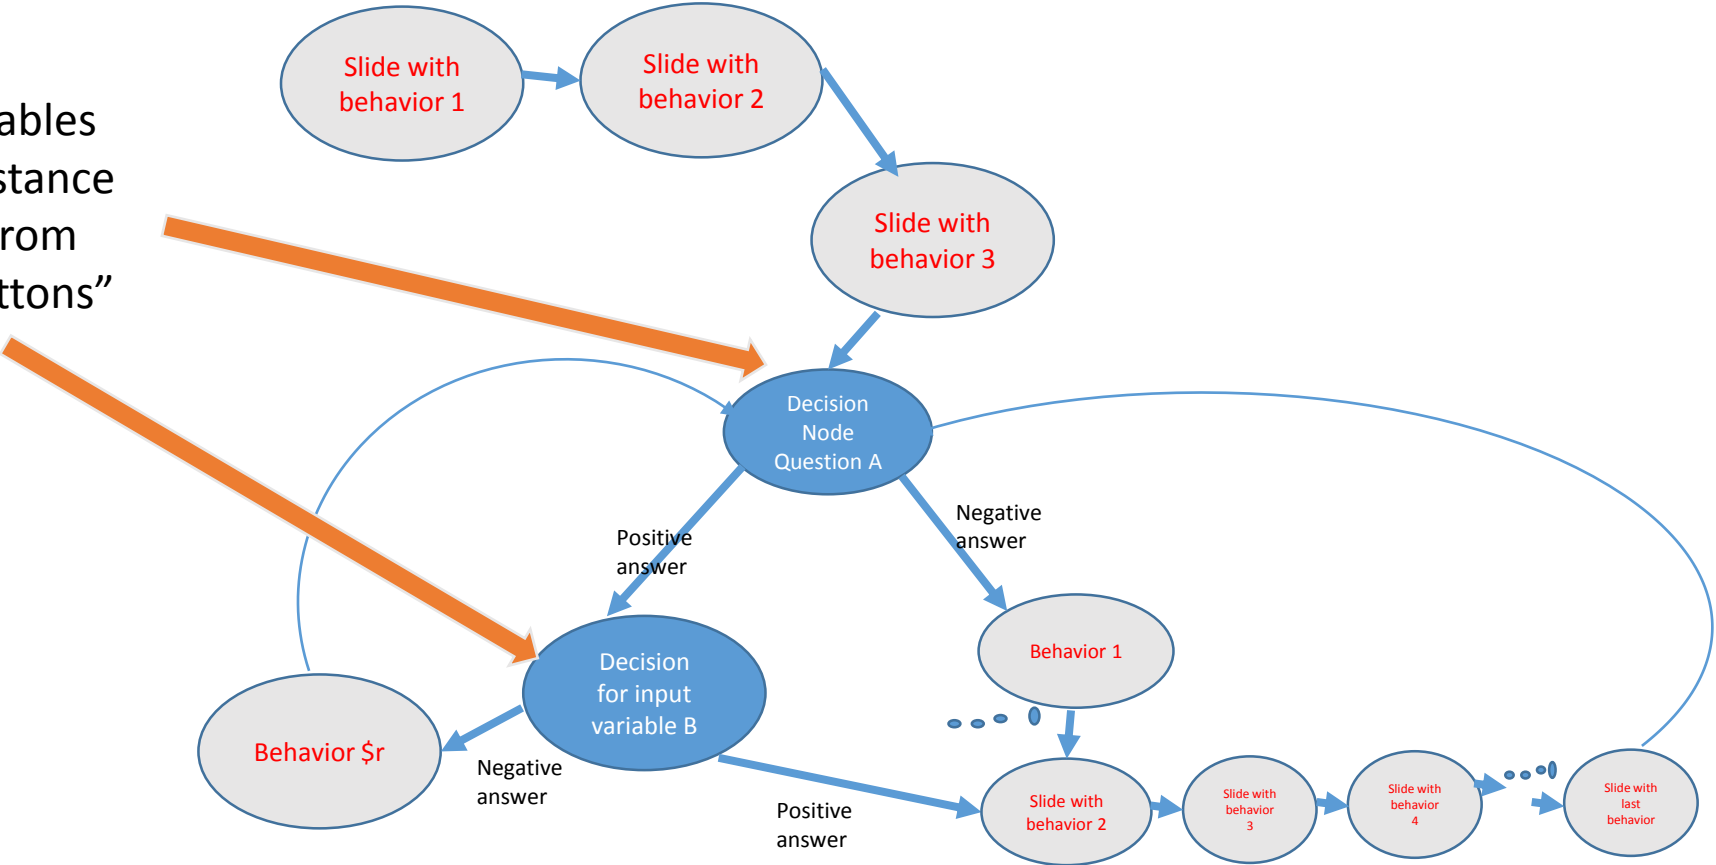 Slide with
behavior 1
Slide with
behavior 2
ables
stance
rom
ttons”
Slide with
behavior 3
Decision
Node
Question A
Positive
answer
Negative
answer
Decision
for input
variable B
Behavior 1
Behavior $r
Negative
answer
Positive
answer
Slide with
behavior 2
Slide with
behavior
3
Slide with
behavior
4
Slide with
last
behavior